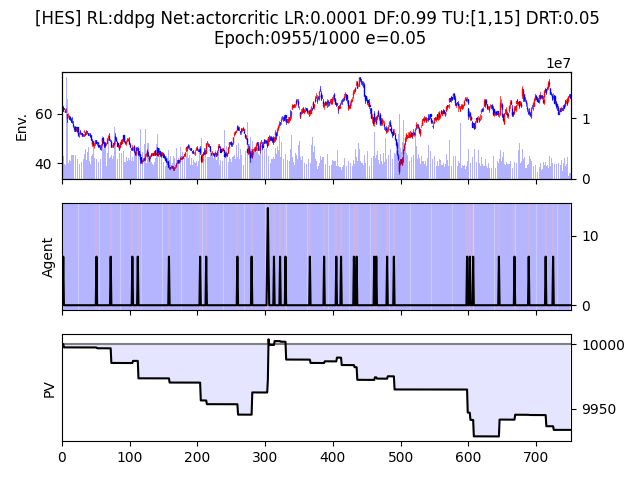 [HES] RL:ddpg Net:actorcritic LR:0.0001 DF:0.99 TU:[1,15] DRT:0.05
Epoch:0955/1000 e=0.05
1e7
Env.
60
40
1
0
Agent
10
0
PV
10000
9950
0 100 200 300 400 500 600 700